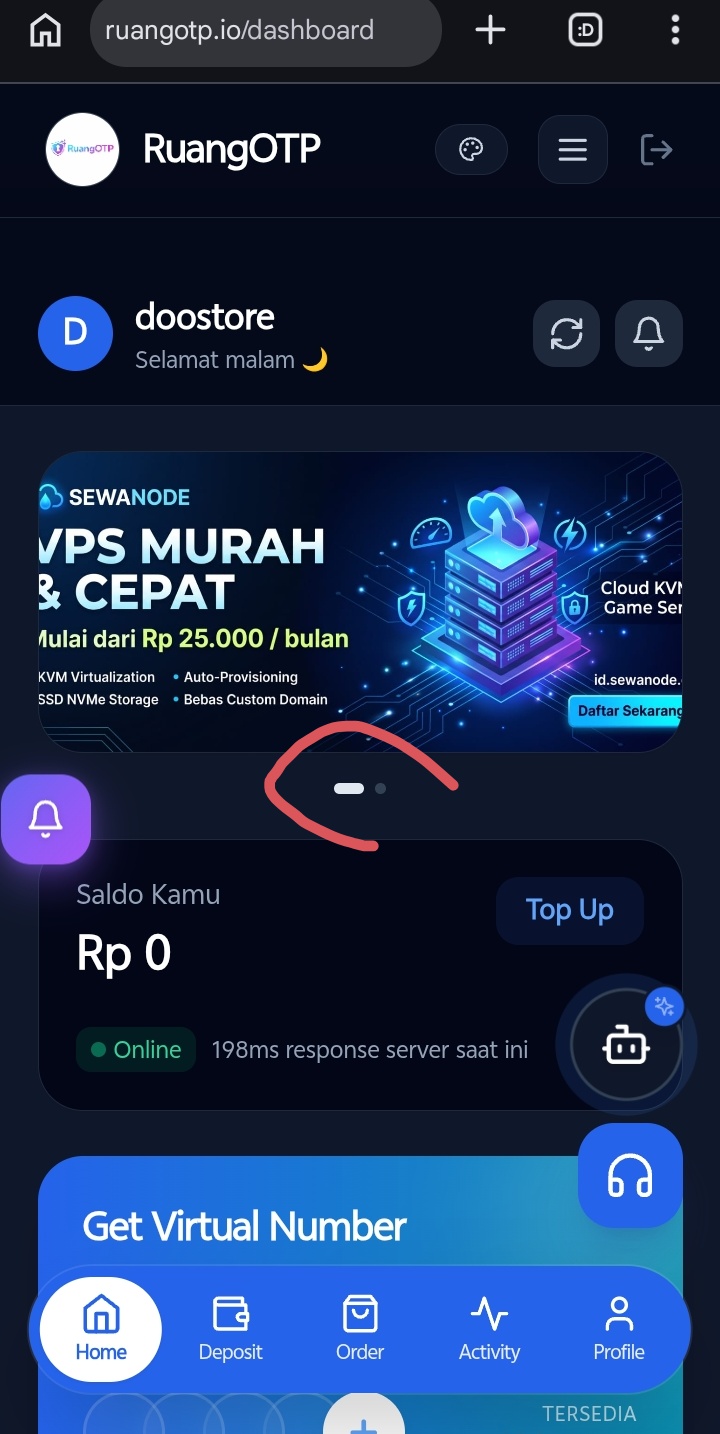 ruangotp.io/dashboard
:D
RuangOTP
RuangOTP
D
doostore
Selamat malam 🌙
SEWANODE
VPS MURAH
& CEPAT
Mulai dari Rp 25.000 / bulan
KVM Virtualization • Auto-Provisioning
SSD NVMe Storage • Bebas Custom Domain
Cloud KVM
Game Ser
id.sewanode.
Daftar Sekarang
Saldo Kamu
Top Up
Rp 0
Online
198ms response server saat ini
Get Virtual Number
Home
Deposit
Order
Activity
Profile
TERSEDIA